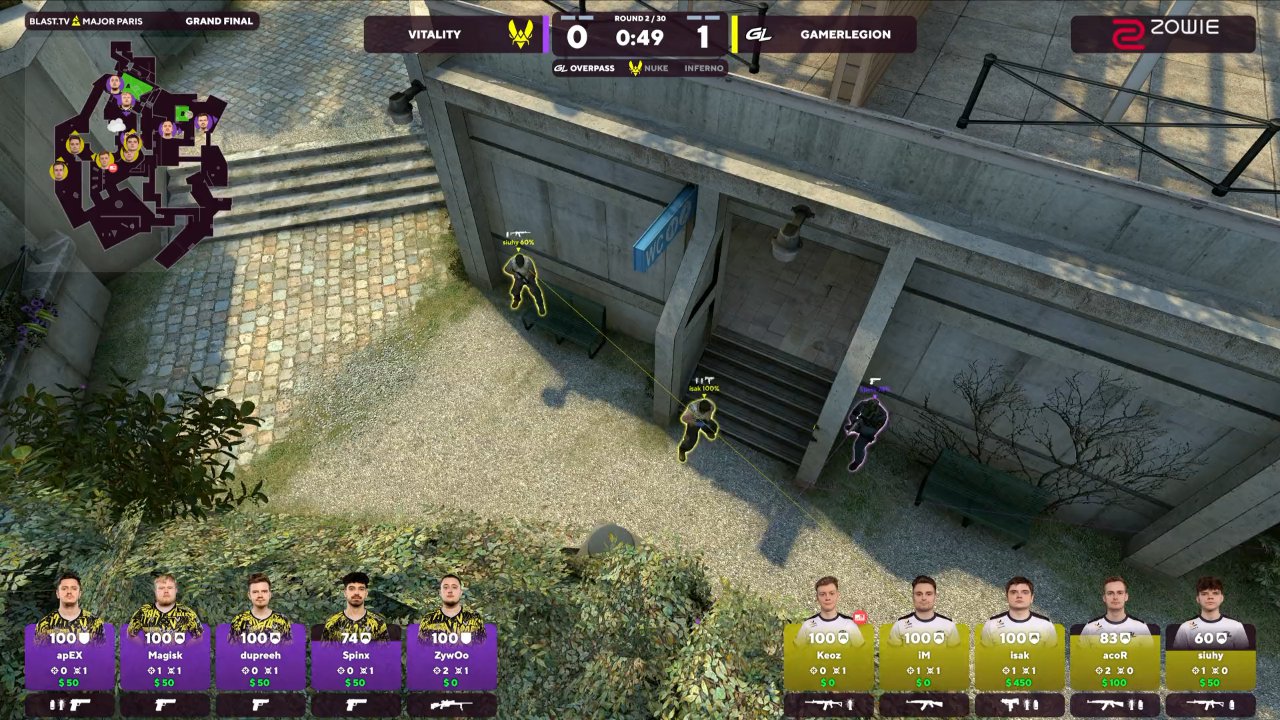 BLAST.TV MAJOR PARIS GRAND FINAL
VITALITY 0 ROUND 2 / 30 0:49 1 GL GAMERLEGION
ZOWIE
GL OVERPASS NUKE INFERNO
WC
siuhy 60%
isak 100%
100 100 100 74 100
apEX Magisk dupreeh Spinx ZywOo
0 1 1 1 0 1 0 1 2 1
$50 $50 $50 $50 $0
100 100 100 83 60
Keoz iM isak acoR siuhy
0 1 1 1 1 1 2 0 1 0
$0 $0 $450 $100 $50